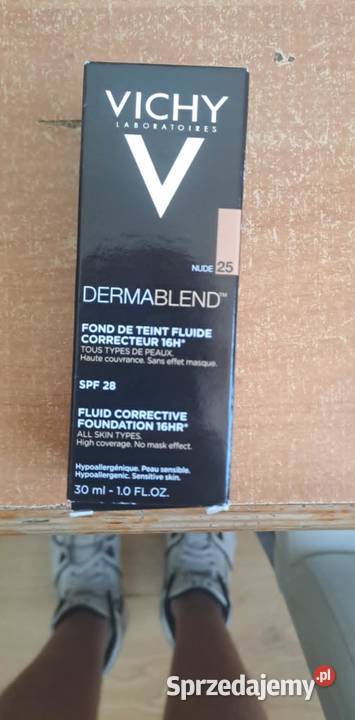 VICHY
LABORATOIRES
V
NUDE 25
DERMABLEND™
FOND DE TEINT FLUIDE
CORRECTEUR 16H*
TOUS TYPES DE PEAUX.
Haute couvrance. Sans effet masque.
SPF 28
FLUID CORRECTIVE
FOUNDATION 16HR*
ALL SKIN TYPES.
High coverage. No mask effect.
Hypoallergénique. Peau sensible.
Hypoallergenic. Sensitive skin.
30 ml - 1.0 FL.OZ.
Sprzedajemy.pl